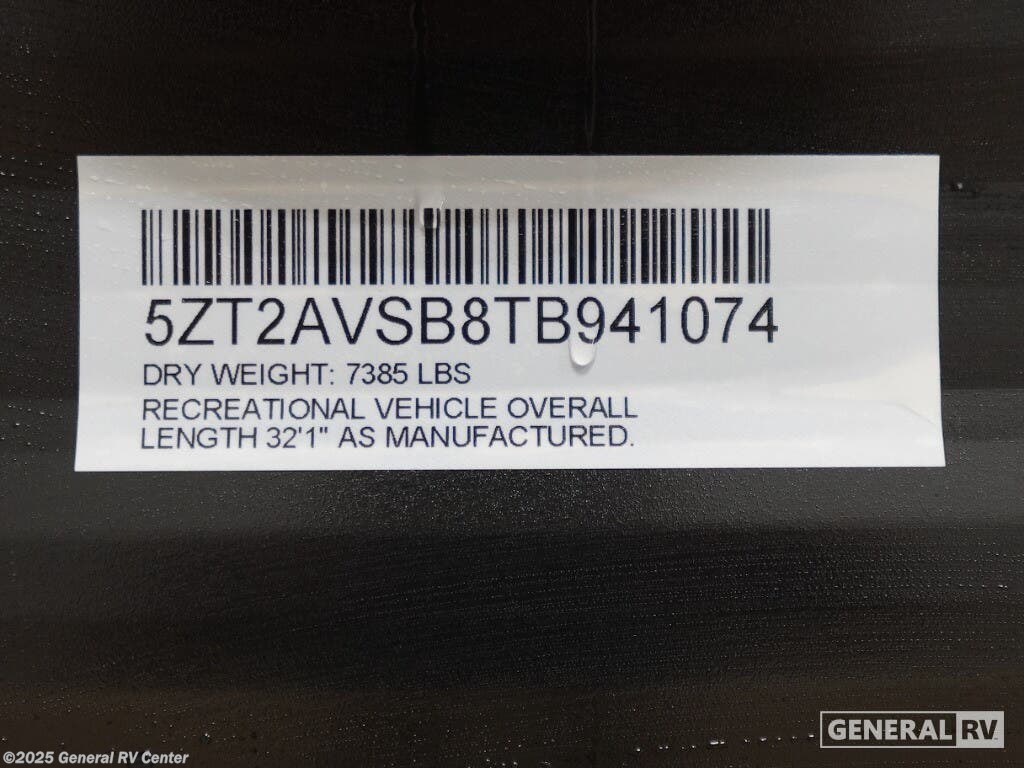 5ZT2AVSB8TB941074
DRY WEIGHT: 7385 LBS
RECREATIONAL VEHICLE OVERALL
LENGTH 32'1" AS MANUFACTURED.
GENERAL RV
©2025 General RV Center